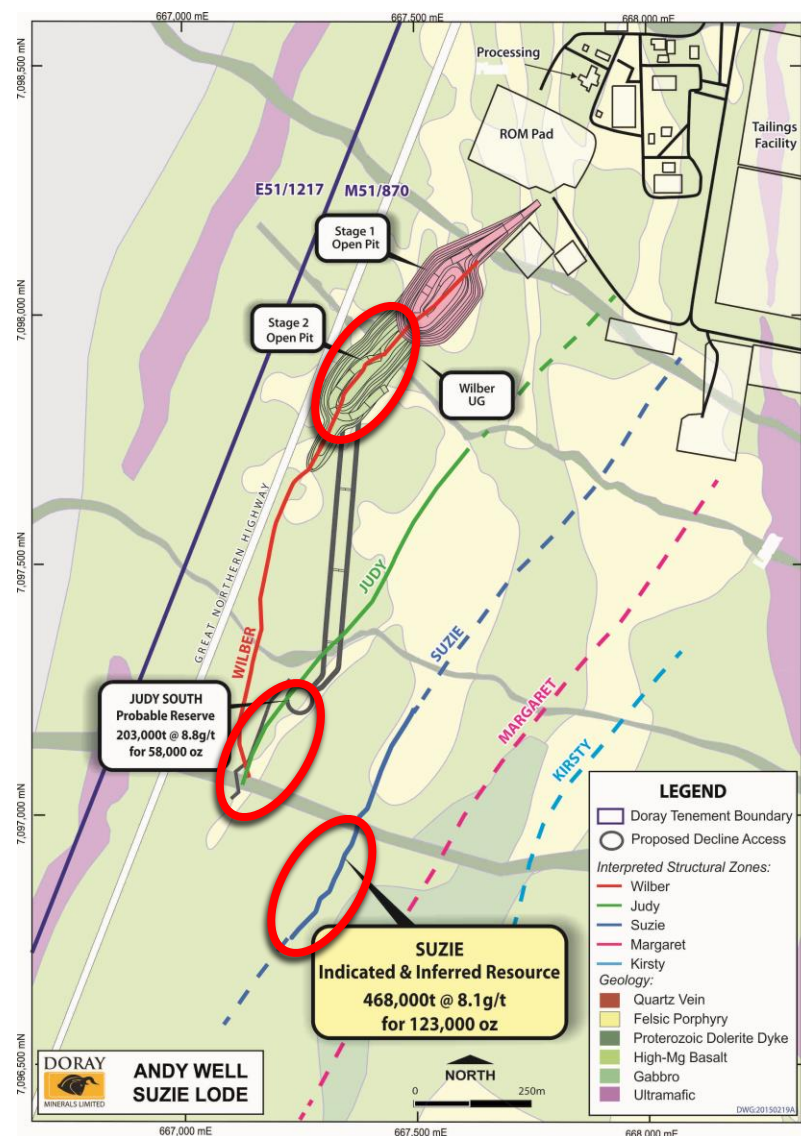 667,000 mE
667,500 mE
668,000 mE
7,098,500 mN
7,098,000 mN
7,097,500 mN
7,097,000 mN
7,096,500 mN
Processing
ROM Pad
Tailings
Facility
E51/1217
M51/870
Stage 1
Open Pit
Stage 2
Open Pit
Wilber
UG
GREAT NORTHERN HIGHWAY
WILBER
JUDY
SUZIE
MARGARET
KIRSTY
JUDY SOUTH
Probable Reserve
203,000t @ 8.8g/t
for 58,000 oz
SUZIE
Indicated & Inferred Resource
468,000t @ 8.1g/t
for 123,000 oz
LEGEND
Doray Tenement Boundary
Proposed Decline Access
Interpreted Structural Zones:
Wilber
Judy
Suzie
Margaret
Kirsty
Geology:
Quartz Vein
Felsic Porphyry
Proterozoic Dolerite Dyke
High-Mg Basalt
Gabbro
Ultramafic
DWG:20150219A
DORAY
MINERALS LIMITED
ANDY WELL
SUZIE LODE
NORTH
0
250m
667,000 mE
667,500 mE
668,000 mE